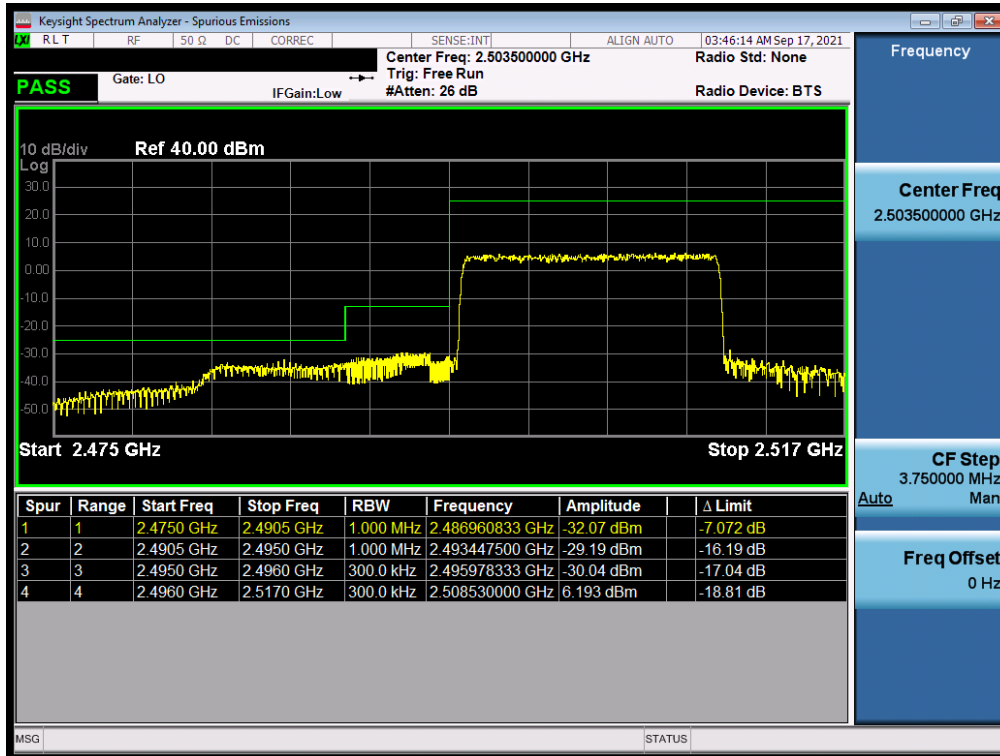 Keysight Spectrum Analyzer - Spurious Emissions
LXI RLT RF 50 Ω DC CORREC SENSE:INT ALIGN AUTO 03:46:14 AM Sep 17, 2021
Center Freq: 2.503500000 GHz Radio Std: None
PASS Gate: LO Trig: Free Run
IFGain:Low #Atten: 26 dB Radio Device: BTS
10 dB/div Ref 40.00 dBm
Log
30.0
20.0
10.0
0.00
-10.0
-20.0
-30.0
-40.0
-50.0
Start 2.475 GHz Stop 2.517 GHz
Spur Range Start Freq Stop Freq RBW Frequency Amplitude Δ Limit
1 1 2.4750 GHz 2.4905 GHz 1.000 MHz 2.486960833 GHz -32.07 dBm -7.072 dB
2 2 2.4905 GHz 2.4950 GHz 1.000 MHz 2.493447500 GHz -29.19 dBm -16.19 dB
3 3 2.4950 GHz 2.4960 GHz 300.0 kHz 2.495978333 GHz -30.04 dBm -17.04 dB
4 4 2.4960 GHz 2.5170 GHz 300.0 kHz 2.508530000 GHz 6.193 dBm -18.81 dB
MSG STATUS
Frequency
Center Freq
2.503500000 GHz
CF Step
3.750000 MHz
Auto Man
Freq Offset
0 Hz